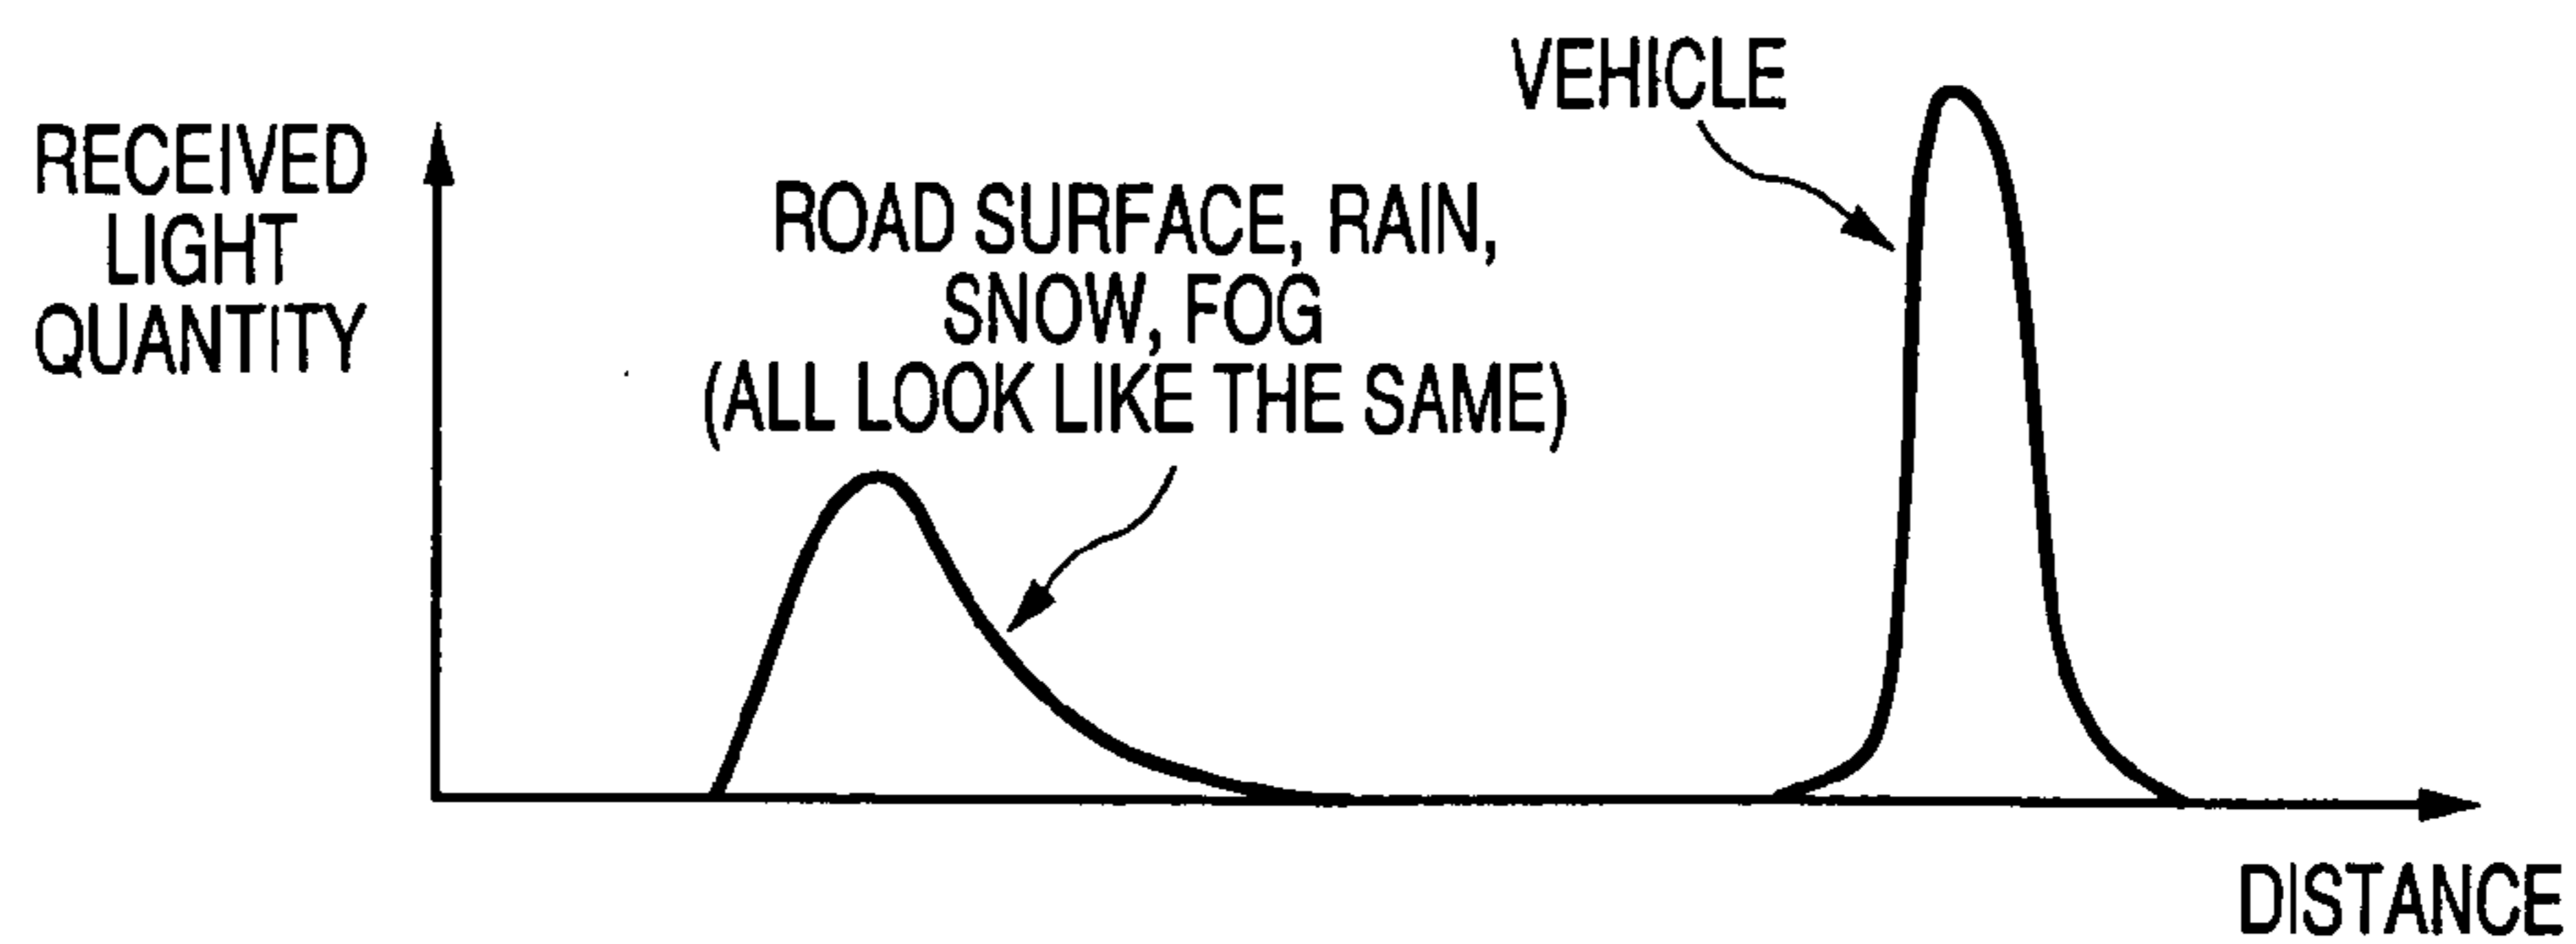 VEHICLE
RECEIVED
LIGHT
QUANTITY
ROAD SURFACE, RAIN,
SNOW, FOG
(ALL LOOK LIKE THE SAME)
DISTANCE